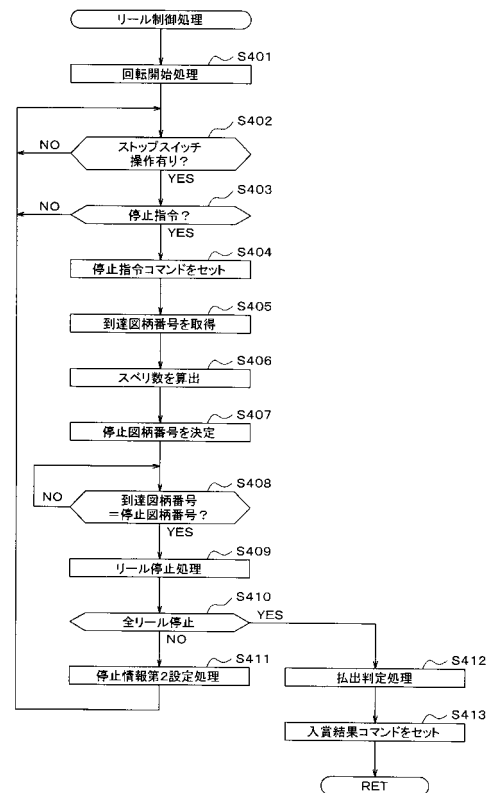 リール制御処理
S401
回転開始処理
S402
NO
ストップスイッチ
操作有り?
YES
S403
NO
停止指令?
YES
S404
停止指令コマンドをセット
S405
到達図柄番号を取得
S406
スベリ数を算出
S407
停止図柄番号を決定
S408
NO
到達図柄番号
=停止図柄番号?
YES
S409
リール停止処理
S410
全リール停止
YES
NO
S411
停止情報第2設定処理
S412
払出判定処理
S413
入賞結果コマンドをセット
RET